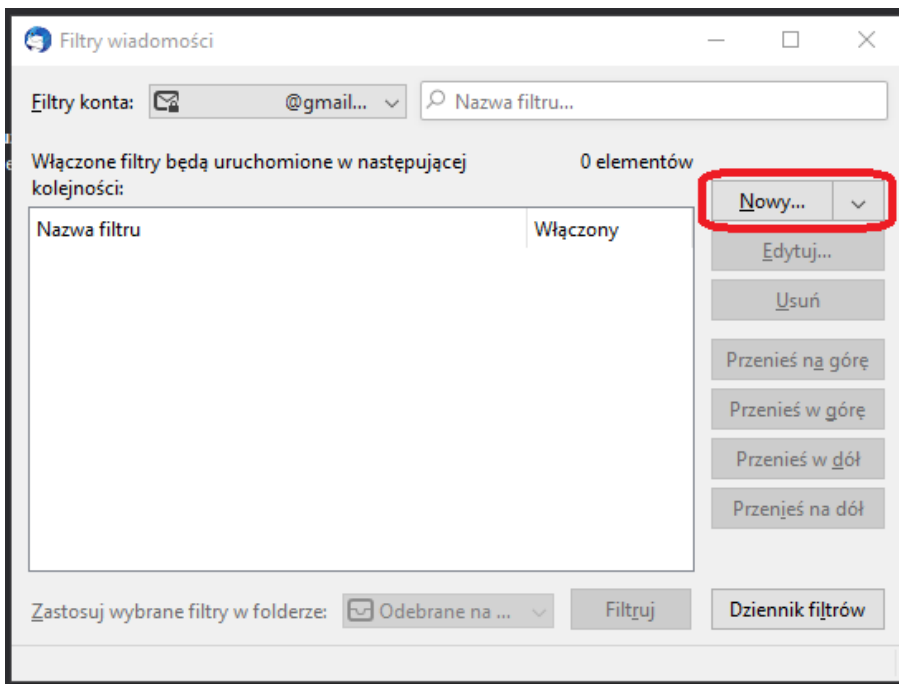 Filtry wiadomości
Filtry konta: @gmail... Nazwa filtru...
Włączone filtry będą uruchomione w następującej 0 elementów
kolejności:
Nowy...
Nazwa filtru Włączony
Edytuj...
Usuń
Przenieś na górę
Przenieś w górę
Przenieś w dół
Przenieś na dół
Zastosuj wybrane filtry w folderze: Odebrane na ... Filtruj Dziennik filtrów